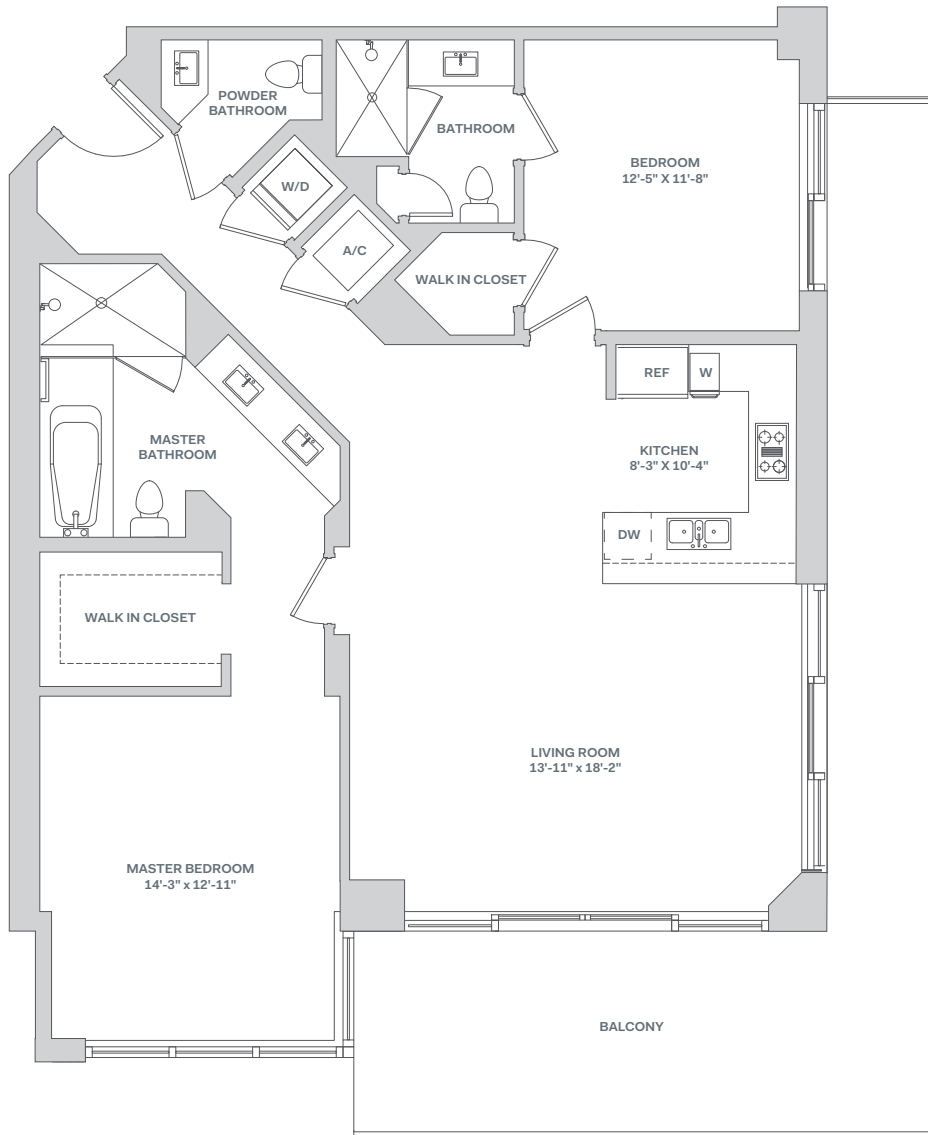 POWDER
BATHROOM
BATHROOM
BEDROOM
12'-5" X 11'-8"
W/D
A/C
WALK IN CLOSET
REF
W
MASTER
BATHROOM
KITCHEN
8'-3" X 10'-4"
DW
WALK IN CLOSET
LIVING ROOM
13'-11" x 18'-2"
MASTER BEDROOM
14'-3" x 12'-11"
BALCONY